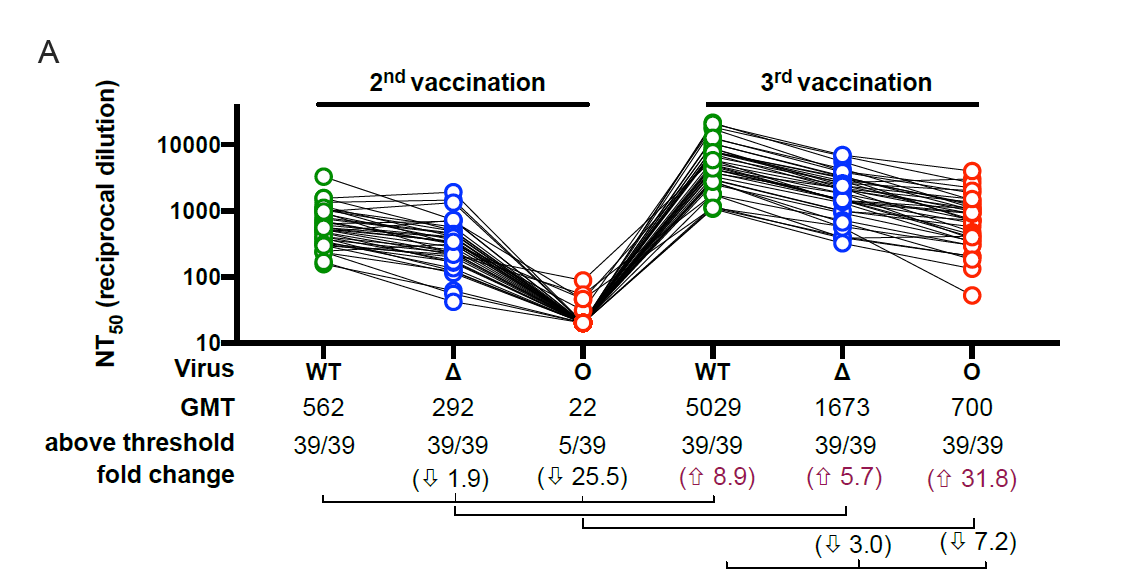 A
2nd vaccination 3rd vaccination
NT50 (reciprocal dilution)
10000
1000
100
10
Virus WT Δ O WT Δ O
GMT 562 292 22 5029 1673 700
above threshold 39/39 39/39 5/39 39/39 39/39 39/39
fold change (⇩ 1.9) (⇩ 25.5) (⇧ 8.9) (⇧ 5.7) (⇧ 31.8)
(⇩ 3.0) (⇩ 7.2)